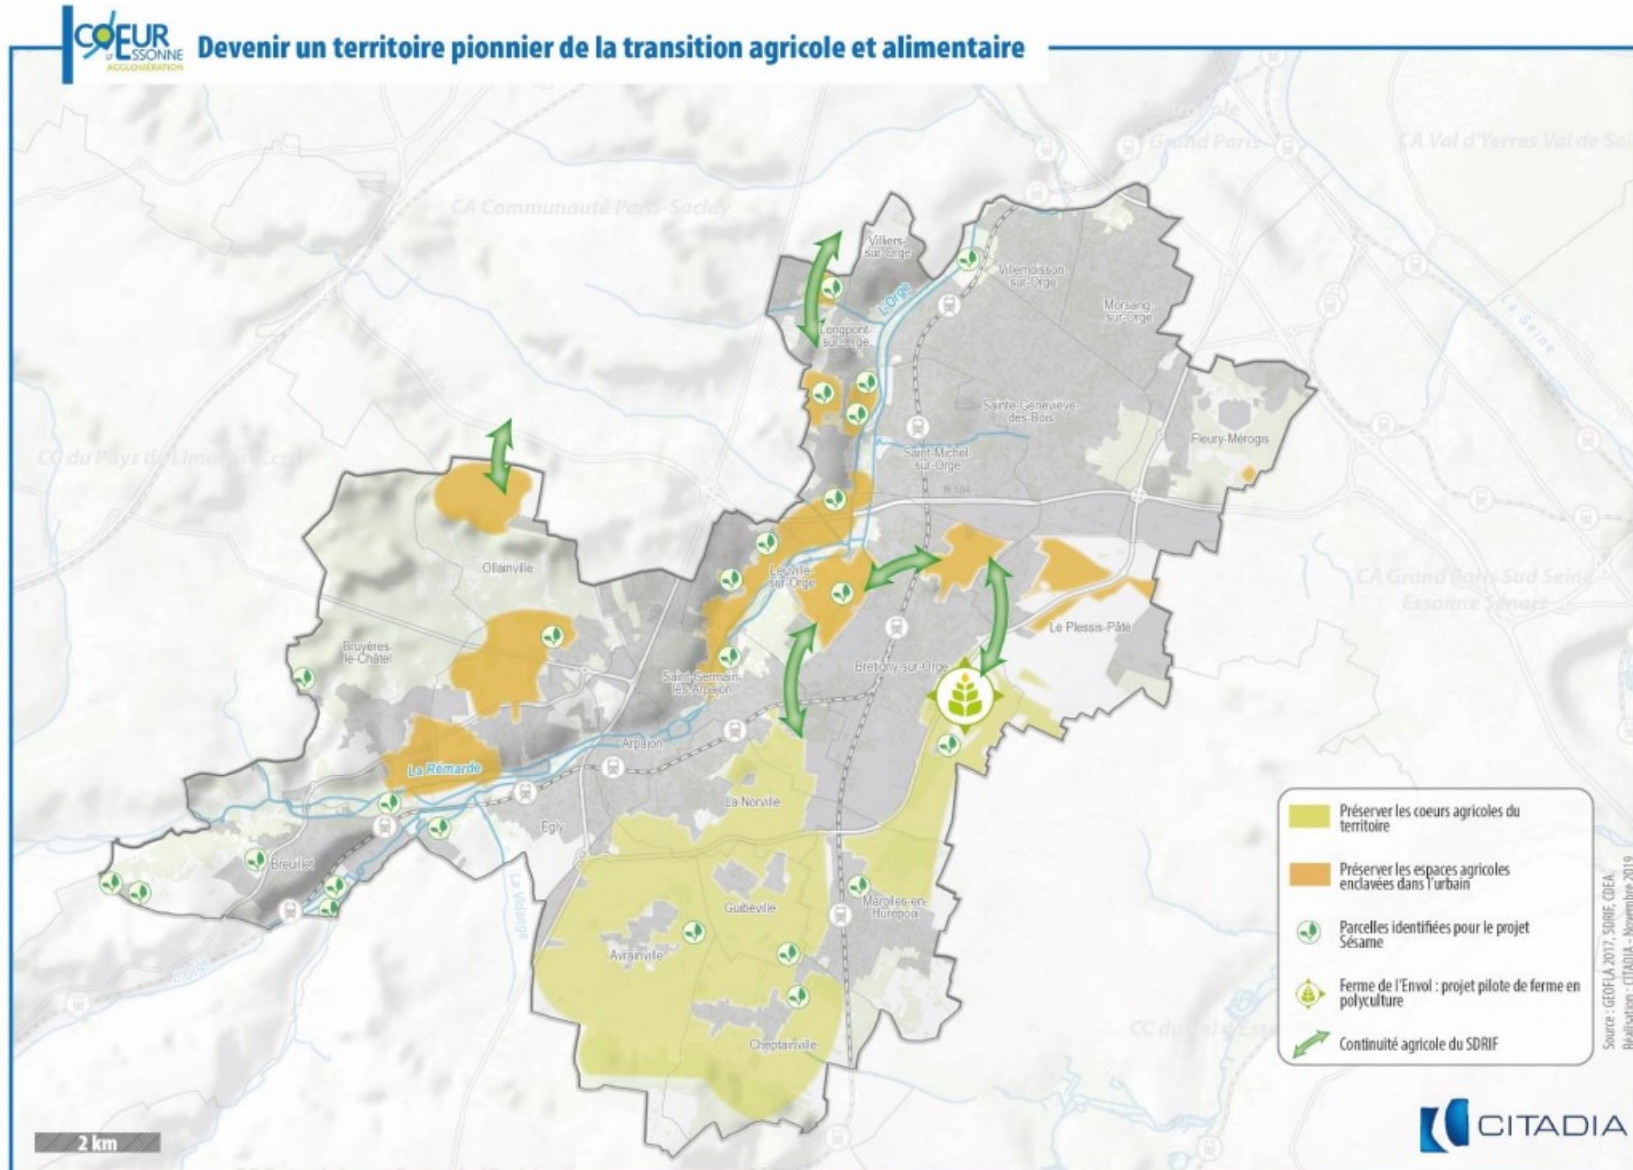 COEUR
D'ESSONNE
AGGLOMÉRATION
Devenir un territoire pionnier de la transition agricole et alimentaire
Métropole
Grand Paris
CA Val d'Yerres Val de
CA Communauté Paris-Saclay
Villiers-
sur-Orge
Villemoisson-
sur-Orge
L'Orge
Morsang-
sur-Orge
La Seine
Longpont-
sur-Orge
Sainte-Geneviève-
des-Bois
Fleury-Mérogis
CC du Pays de Limours
Saint-Michel-
sur-Orge
N 104
Ollainville
Leuville-
sur-Orge
CA Grand Paris Sud Seine
Essonne Sénart
Le Plessis-Pâté
Bruyères-
le-Châtel
Brétigny-sur-Orge
Saint-Germain-
lès-Arpajon
Arpajon
La Rémarde
La Norville
Egly
Breuillet
Guibeville
Marolles-en-
Hurepoix
Avrainville
L'Orge
Cheptainville
CC du Val d'Ess
Préserver les coeurs agricoles du
territoire
Préserver les espaces agricoles
enclavées dans l'urbain
Parcelles identifiées pour le projet
Sésame
Ferme de l'Envol : projet pilote de ferme en
polyculture
Continuité agricole du SDRIF
Source : GEOFLA 2017, SDRIF, CDEA,
Réalisation : CITADIA - Novembre 2019
2 km
CITADIA